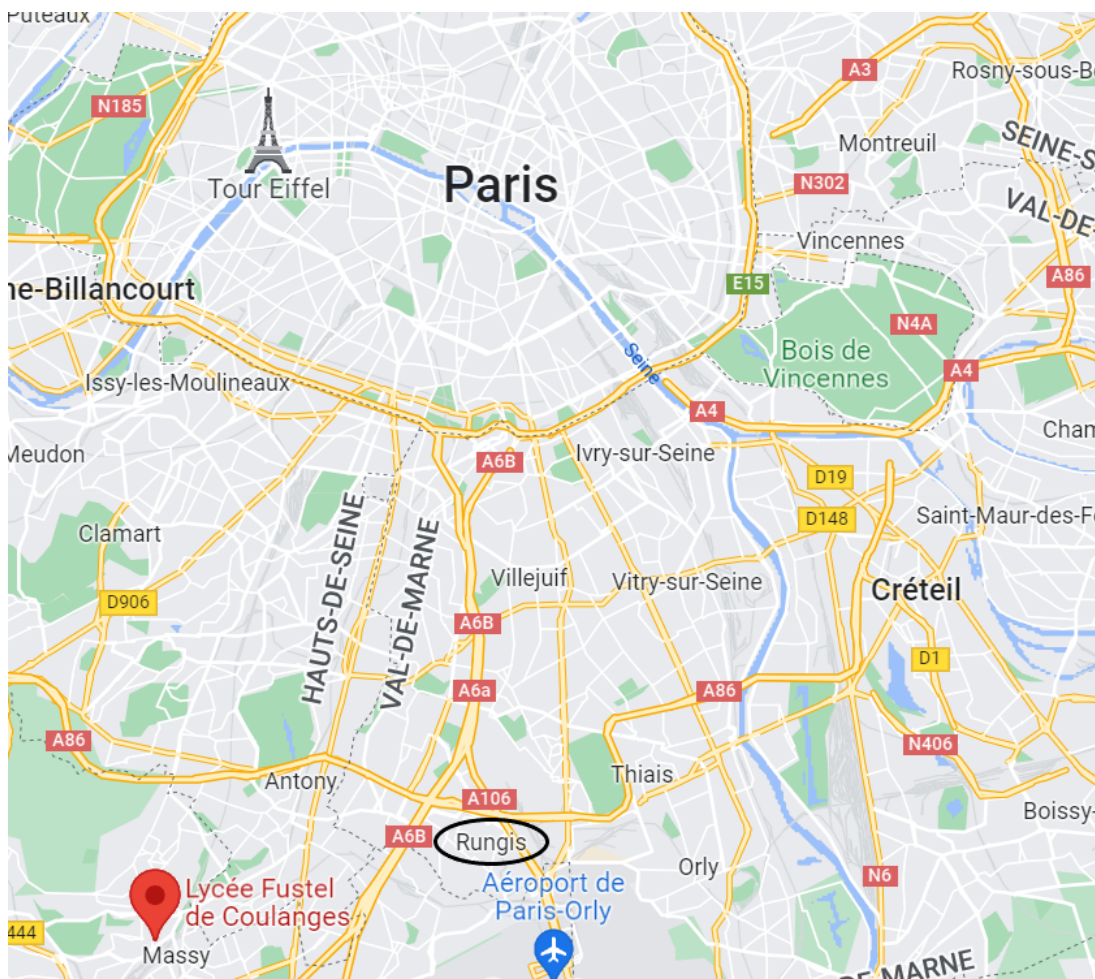 Puteaux
A3
Rosny-sous-B
N185
Montreuil
SEINE-S
Tour Eiffel
Paris
N302
VAL-DE-
Vincennes
A86
ne-Billancourt
E15
N4A
Seine
Bois de
Vincennes
A4
Issy-les-Moulineaux
A4
Cham
Meudon
A6B
Ivry-sur-Seine
D19
HAUTS-DE-SEINE
VAL-DE-MARNE
Clamart
D148
Saint-Maur-des-Fo
Villejuif
Vitry-sur-Seine
Créteil
D906
A6B
D1
A6a
A86
A86
N406
Antony
Thiais
A106
Boissy-
A6B
Rungis
Orly
N6
Lycée Fustel
de Coulanges
Aéroport de
Paris-Orly
444
Massy
DE-MARNE